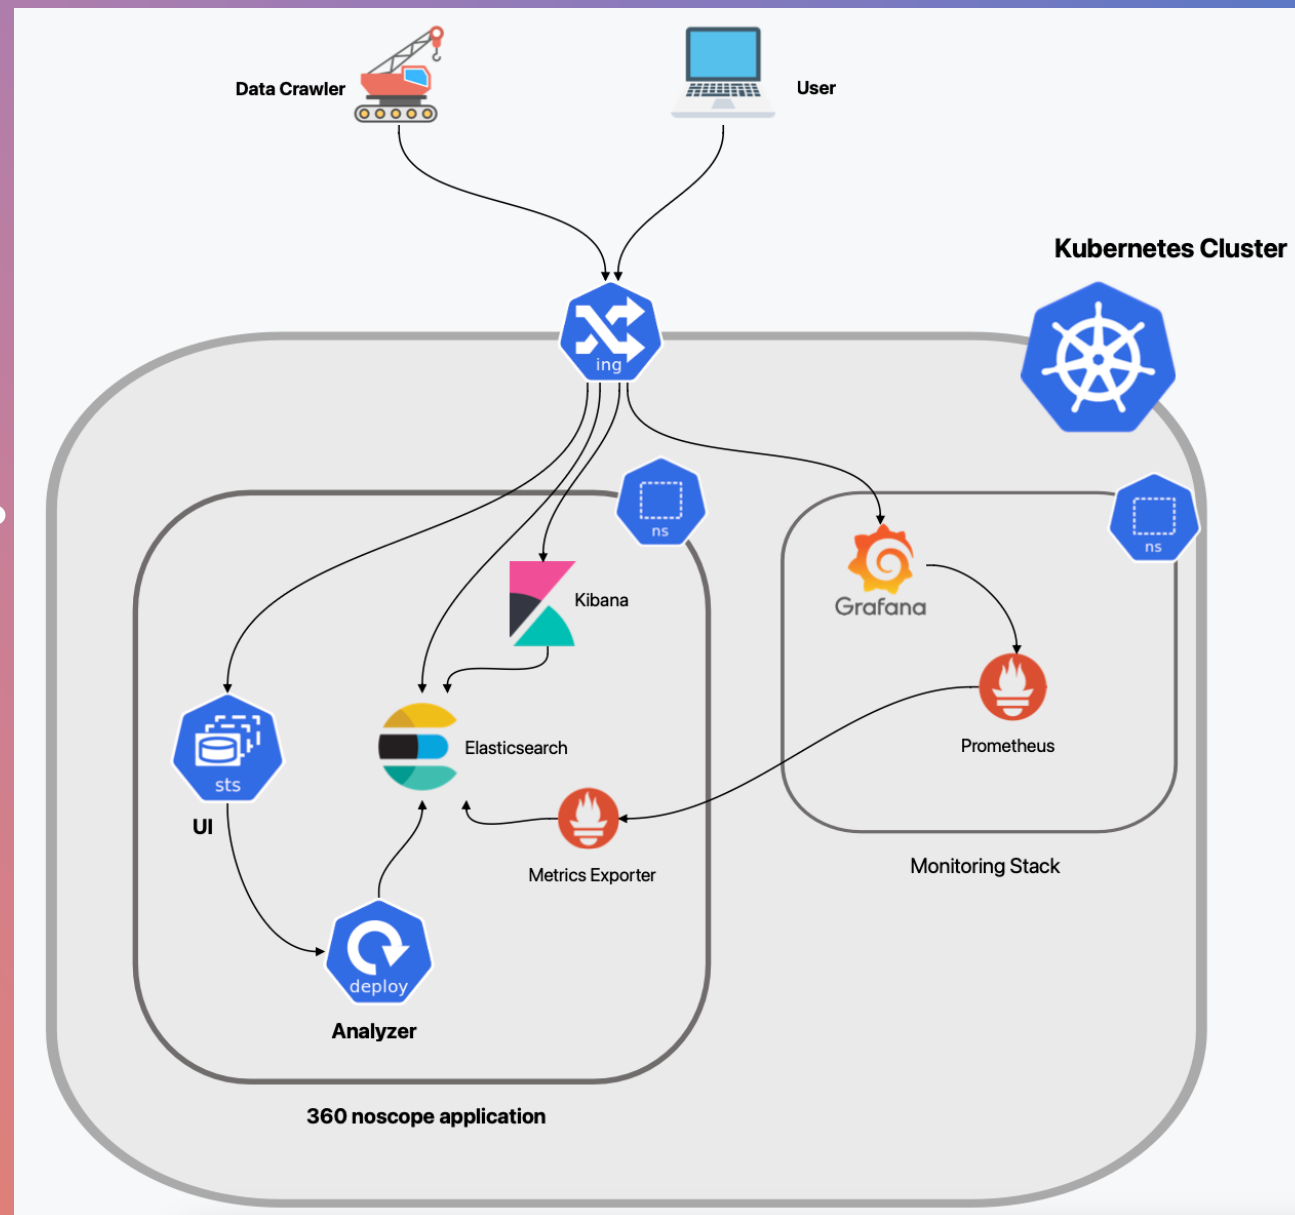 Data Crawler
User
Kubernetes Cluster
ing
ns
ns
Kibana
Grafana
Elasticsearch
Prometheus
sts
UI
Metrics Exporter
Monitoring Stack
deploy
Analyzer
360 noscope application